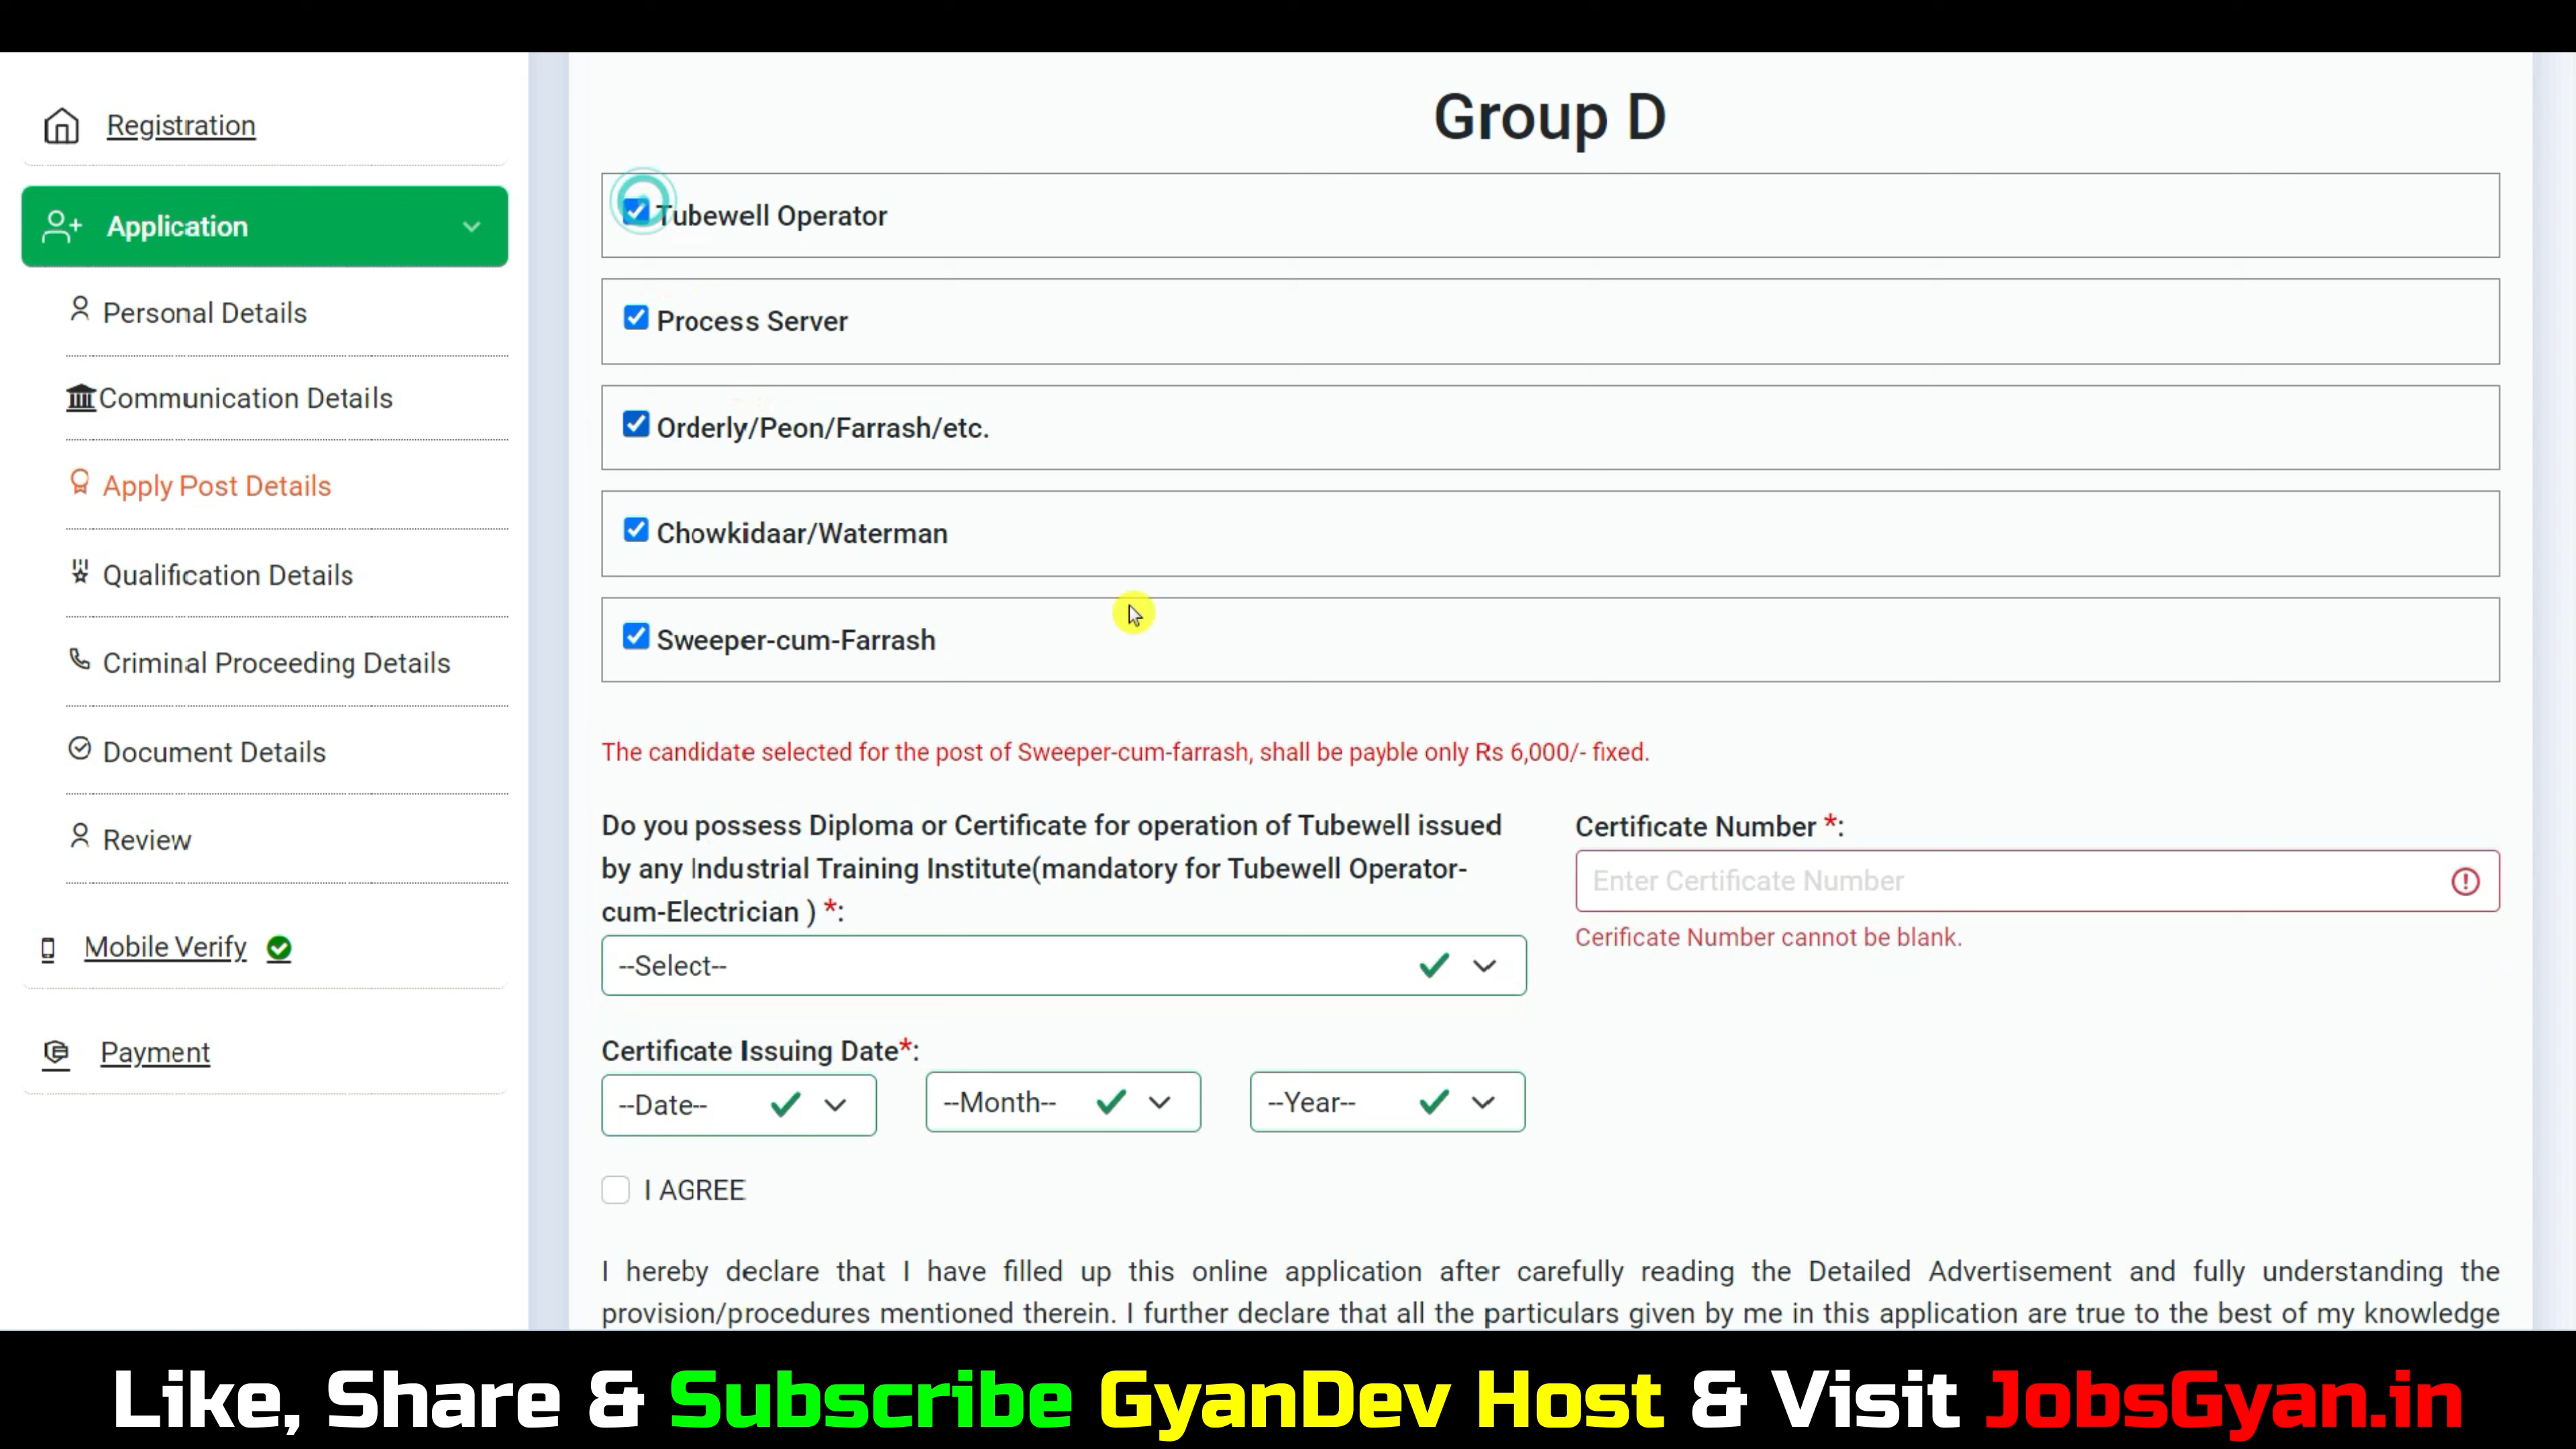 Registration
Application
Personal Details
Communication Details
Apply Post Details
Qualification Details
Criminal Proceeding Details
Document Details
Review
Mobile Verify
Payment
Group D
Tubewell Operator
Process Server
Orderly/Peon/Farrash/etc.
Chowkidaar/Waterman
Sweeper-cum-Farrash
The candidate selected for the post of Sweeper-cum-farrash, shall be payble only Rs 6,000/- fixed.
Do you possess Diploma or Certificate for operation of Tubewell issued
by any Industrial Training Institute(mandatory for Tubewell Operator-
cum-Electrician ) *:
--Select--
Certificate Number *:
Enter Certificate Number
Cerificate Number cannot be blank.
Certificate Issuing Date*:
--Date-- --Month-- --Year--
I AGREE
I hereby declare that I have filled up this online application after carefully reading the Detailed Advertisement and fully understanding the
provision/procedures mentioned therein. I further declare that all the particulars given by me in this application are true to the best of my knowledge
Like, Share & Subscribe GyanDev Host & Visit JobsGyan.in